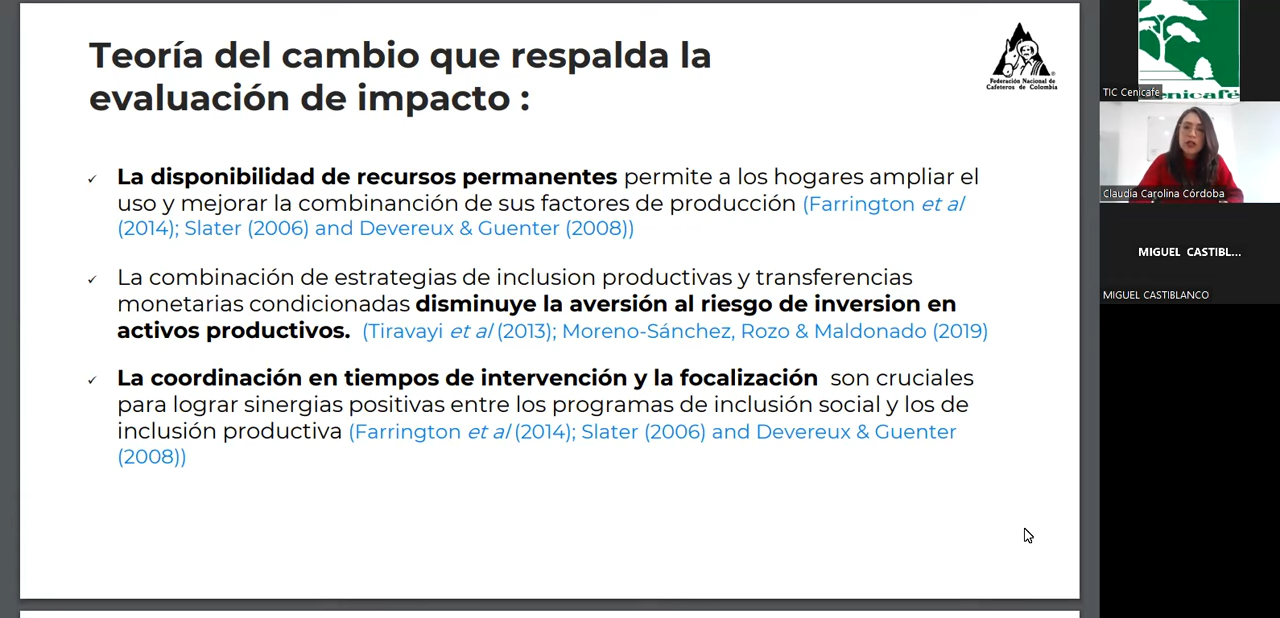 Teoría del cambio que respalda la
evaluación de impacto :
Federación Nacional de
Cafeteros de Colombia
La disponibilidad de recursos permanentes permite a los hogares ampliar el
uso y mejorar la combinanción de sus factores de producción (Farrington et al
(2014); Slater (2006) and Devereux & Guenter (2008))
La combinación de estrategias de inclusion productivas y transferencias
monetarias condicionadas disminuye la aversión al riesgo de inversion en
activos productivos. (Tiravayi et al (2013); Moreno-Sánchez, Rozo & Maldonado (2019)
La coordinación en tiempos de intervención y la focalización son cruciales
para lograr sinergias positivas entre los programas de inclusión social y los de
inclusión productiva (Farrington et al (2014); Slater (2006) and Devereux & Guenter
(2008))
TIC Cenicafe
enicafé
Claudia Carolina Córdoba
MIGUEL CASTIBL...
MIGUEL CASTIBLANCO